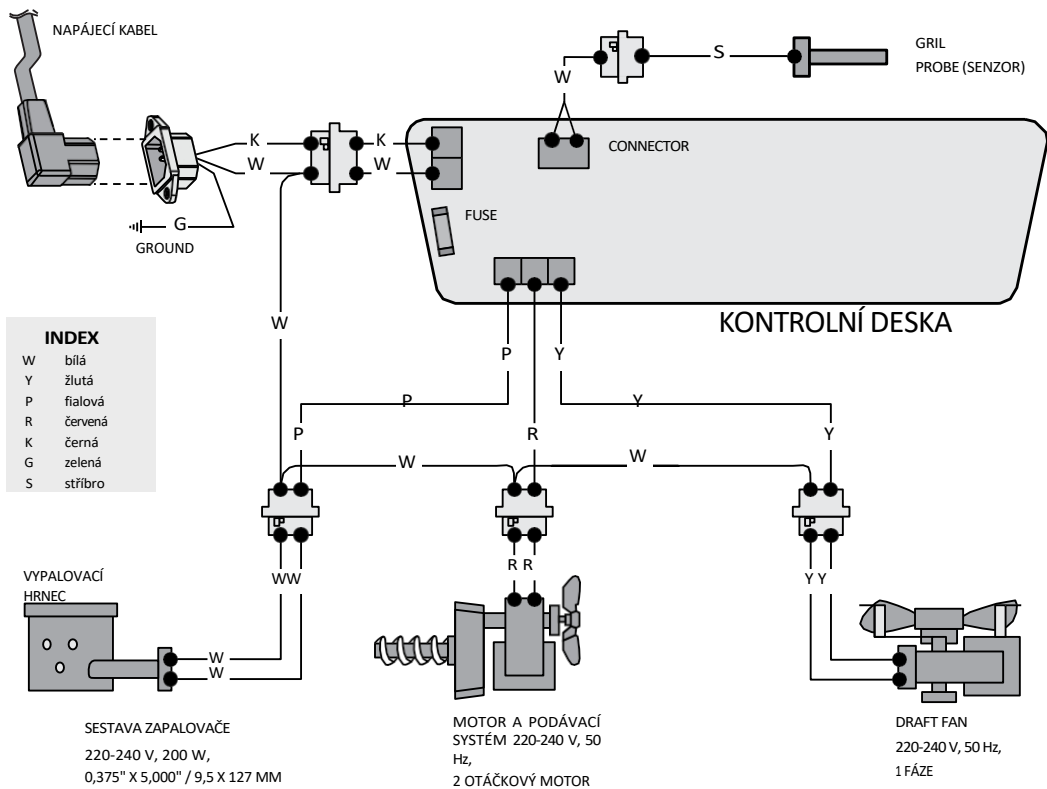 NAPÁJECÍ KABEL
GRIL
PROBE (SENZOR)
S
W
K
K
W
W
CONNECTOR
G
GROUND
FUSE
KONTROLNÍ DESKA
W
P
Y
INDEX
W bílá
Y žlutá
P fialová
R červená
K černá
G zelená
S stříbro
P
Y
P
R
Y
W
W
VYPALOVACÍ
HRNEC
W W
R R
Y Y
W
W
SESTAVA ZAPALOVAČE
220-240 V, 200 W,
0,375" X 5,000" / 9,5 X 127 MM
MOTOR A PODÁVACÍ
SYSTÉM 220-240 V, 50
Hz,
2 OTÁČKOVÝ MOTOR
DRAFT FAN
220-240 V, 50 Hz,
1 FÁZE